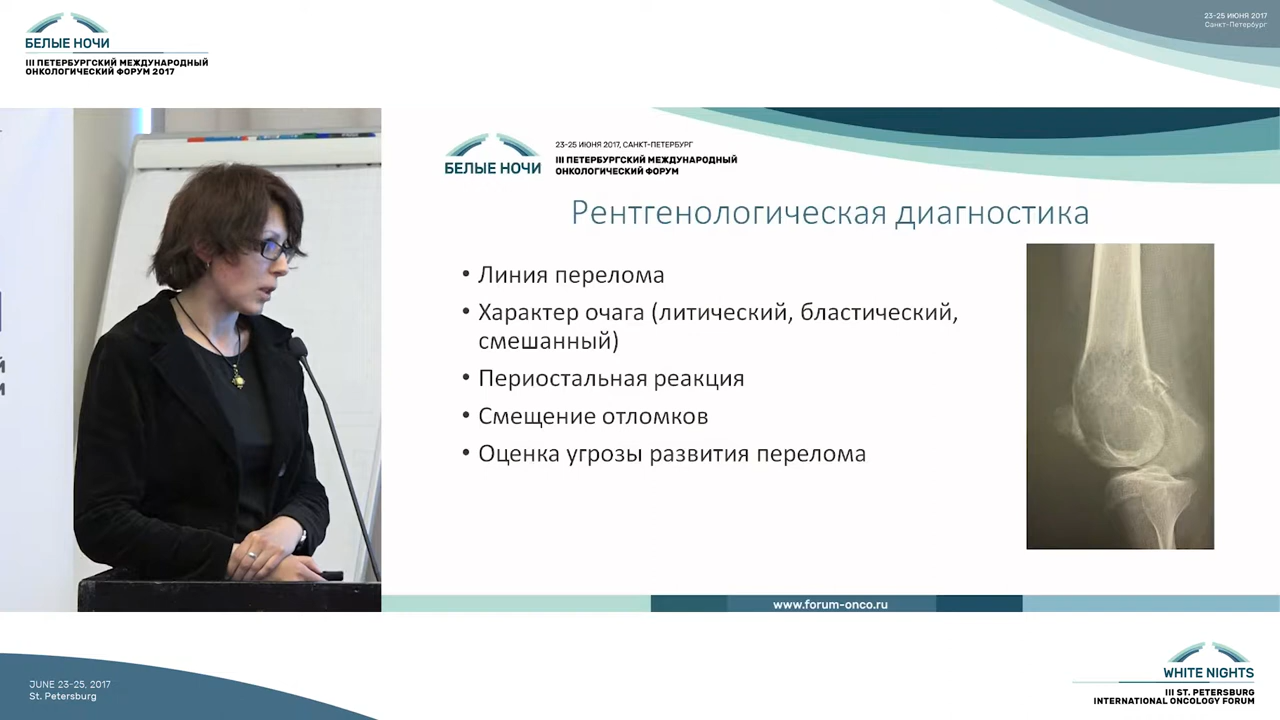 БЕЛЫЕ НОЧИ
III ПЕТЕРБУРГСКИЙ МЕЖДУНАРОДНЫЙ
ОНКОЛОГИЧЕСКИЙ ФОРУМ 2017
23-25 ИЮНЯ 2017
Санкт-Петербург
БЕЛЫЕ НОЧИ
23-25 ИЮНЯ 2017, САНКТ-ПЕТЕРБУРГ
III ПЕТЕРБУРГСКИЙ МЕЖДУНАРОДНЫЙ
ОНКОЛОГИЧЕСКИЙ ФОРУМ
Рентгенологическая диагностика
• Линия перелома
• Характер очага (литический, бластический,
смешанный)
• Периостальная реакция
• Смещение отломков
• Оценка угрозы развития перелома
www.forum-onco.ru
JUNE 23-25, 2017
St. Petersburg
WHITE NIGHTS
III ST. PETERSBURG
INTERNATIONAL ONCOLOGY FORUM